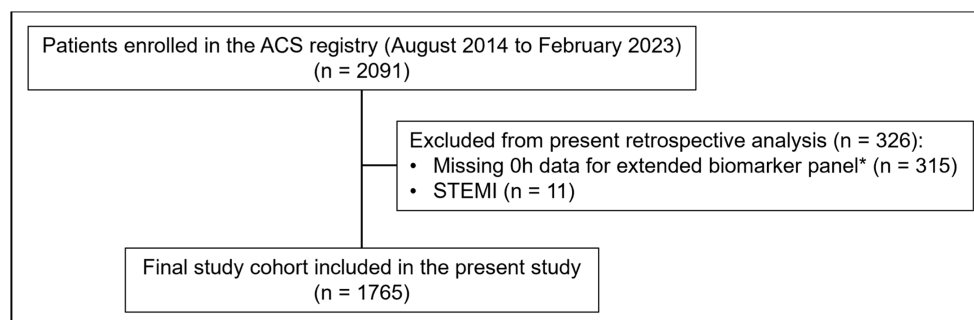 Patients enrolled in the ACS registry (August 2014 to February 2023)
(n = 2091)
Excluded from present retrospective analysis (n = 326):
• Missing 0h data for extended biomarker panel* (n = 315)
• STEMI (n = 11)
Final study cohort included in the present study
(n = 1765)